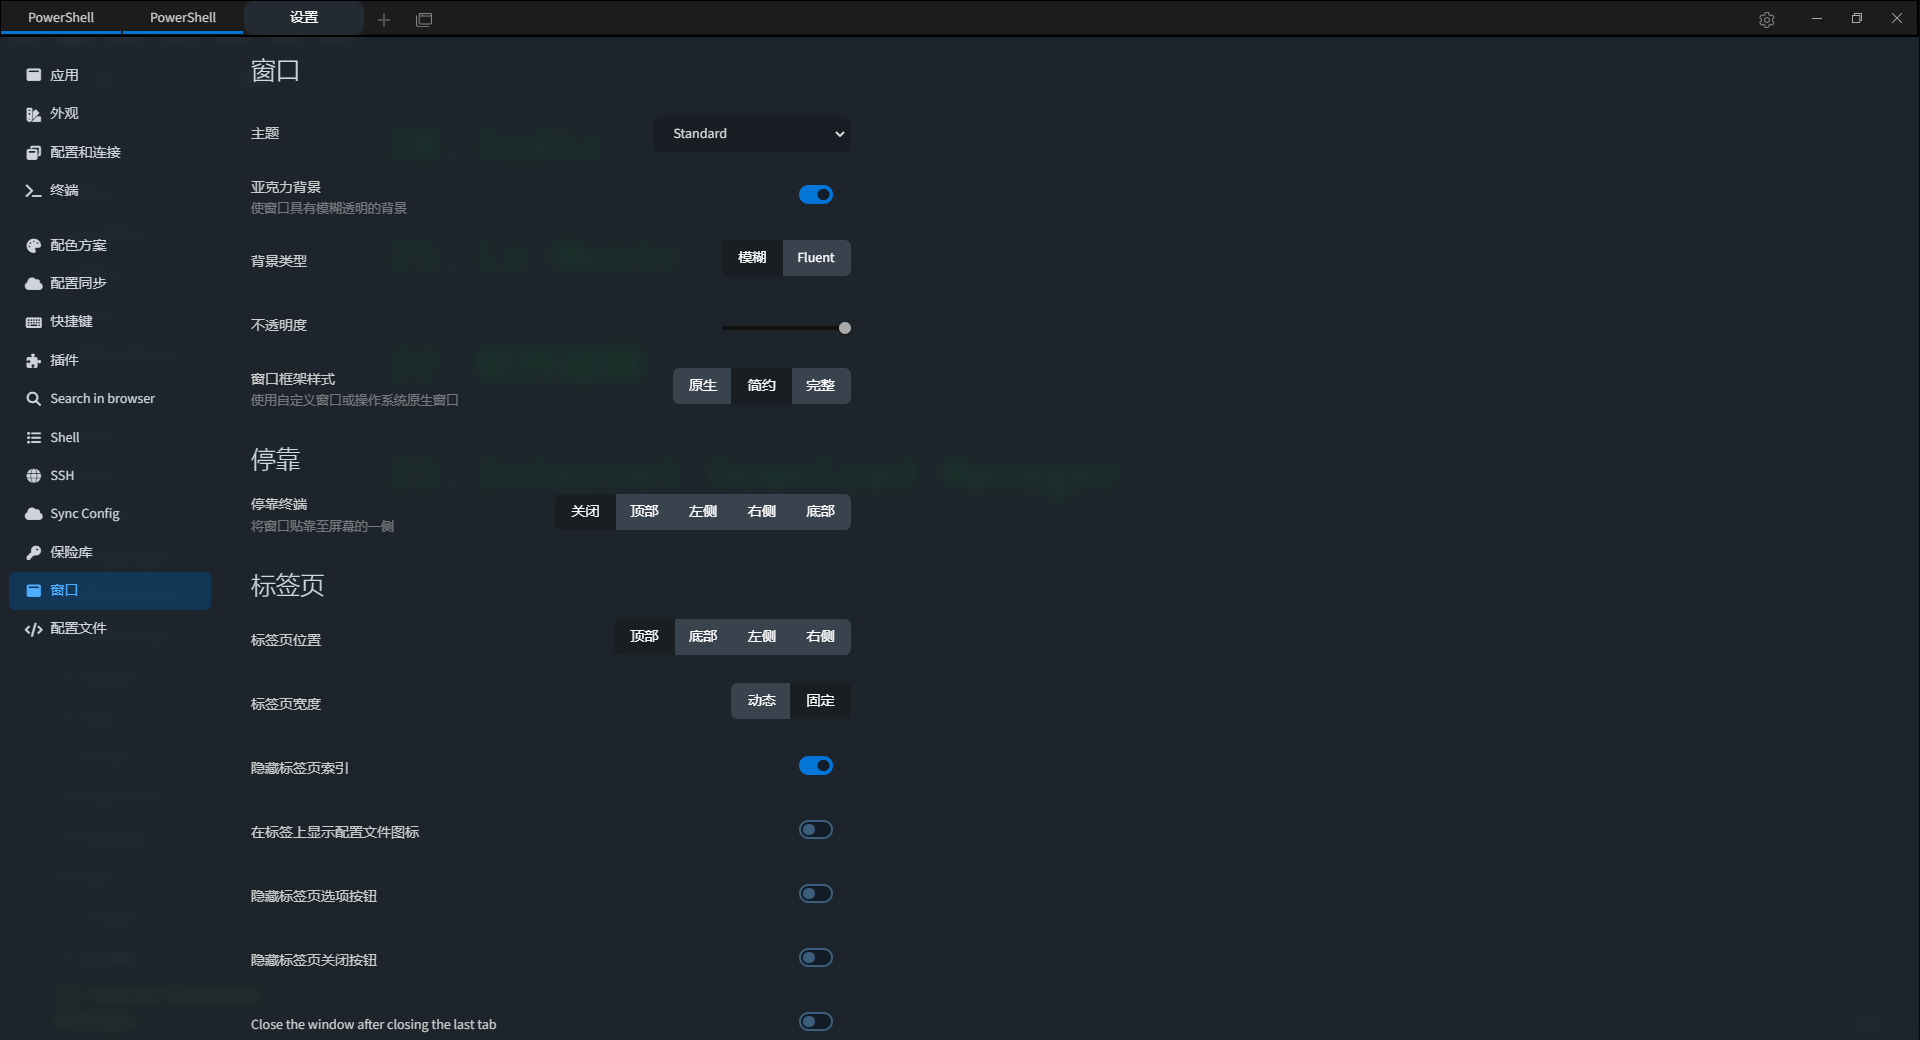 PowerShell
PowerShell
设置
应用
外观
配置和连接
终端
配色方案
配置同步
快捷键
插件
Search in browser
Shell
SSH
Sync Config
保险库
窗口
配置文件
窗口
主题
Standard
亚克力背景
使窗口具有模糊透明的背景
背景类型
模糊 Fluent
不透明度
窗口框架样式
使用自定义窗口或操作系统原生窗口
原生 简约 完整
停靠
停靠终端
将窗口贴靠至屏幕的一侧
关闭 顶部 左侧 右侧 底部
标签页
标签页位置
顶部 底部 左侧 右侧
标签页宽度
动态 固定
隐藏标签页索引
在标签上显示配置文件图标
隐藏标签页选项按钮
隐藏标签页关闭按钮
Close the window after closing the last tab
23. Internet Download Manager